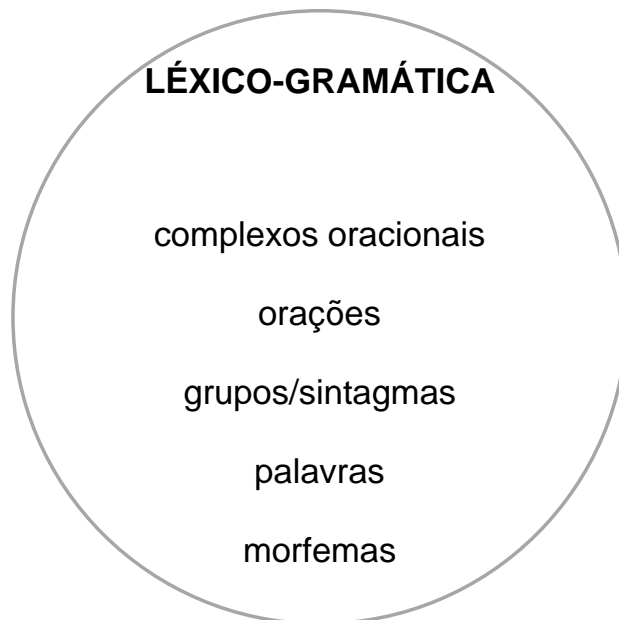 LÉXICO-GRAMÁTICA
complexos oracionais
orações
grupos/sintagmas
palavras
morfemas